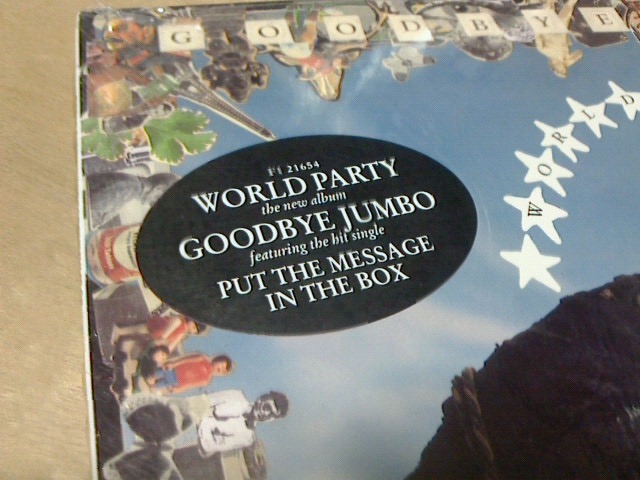 GOODBYE
WORLD
F1 21654
WORLD PARTY
the new album
GOODBYE JUMBO
featuring the hit single
PUT THE MESSAGE
IN THE BOX